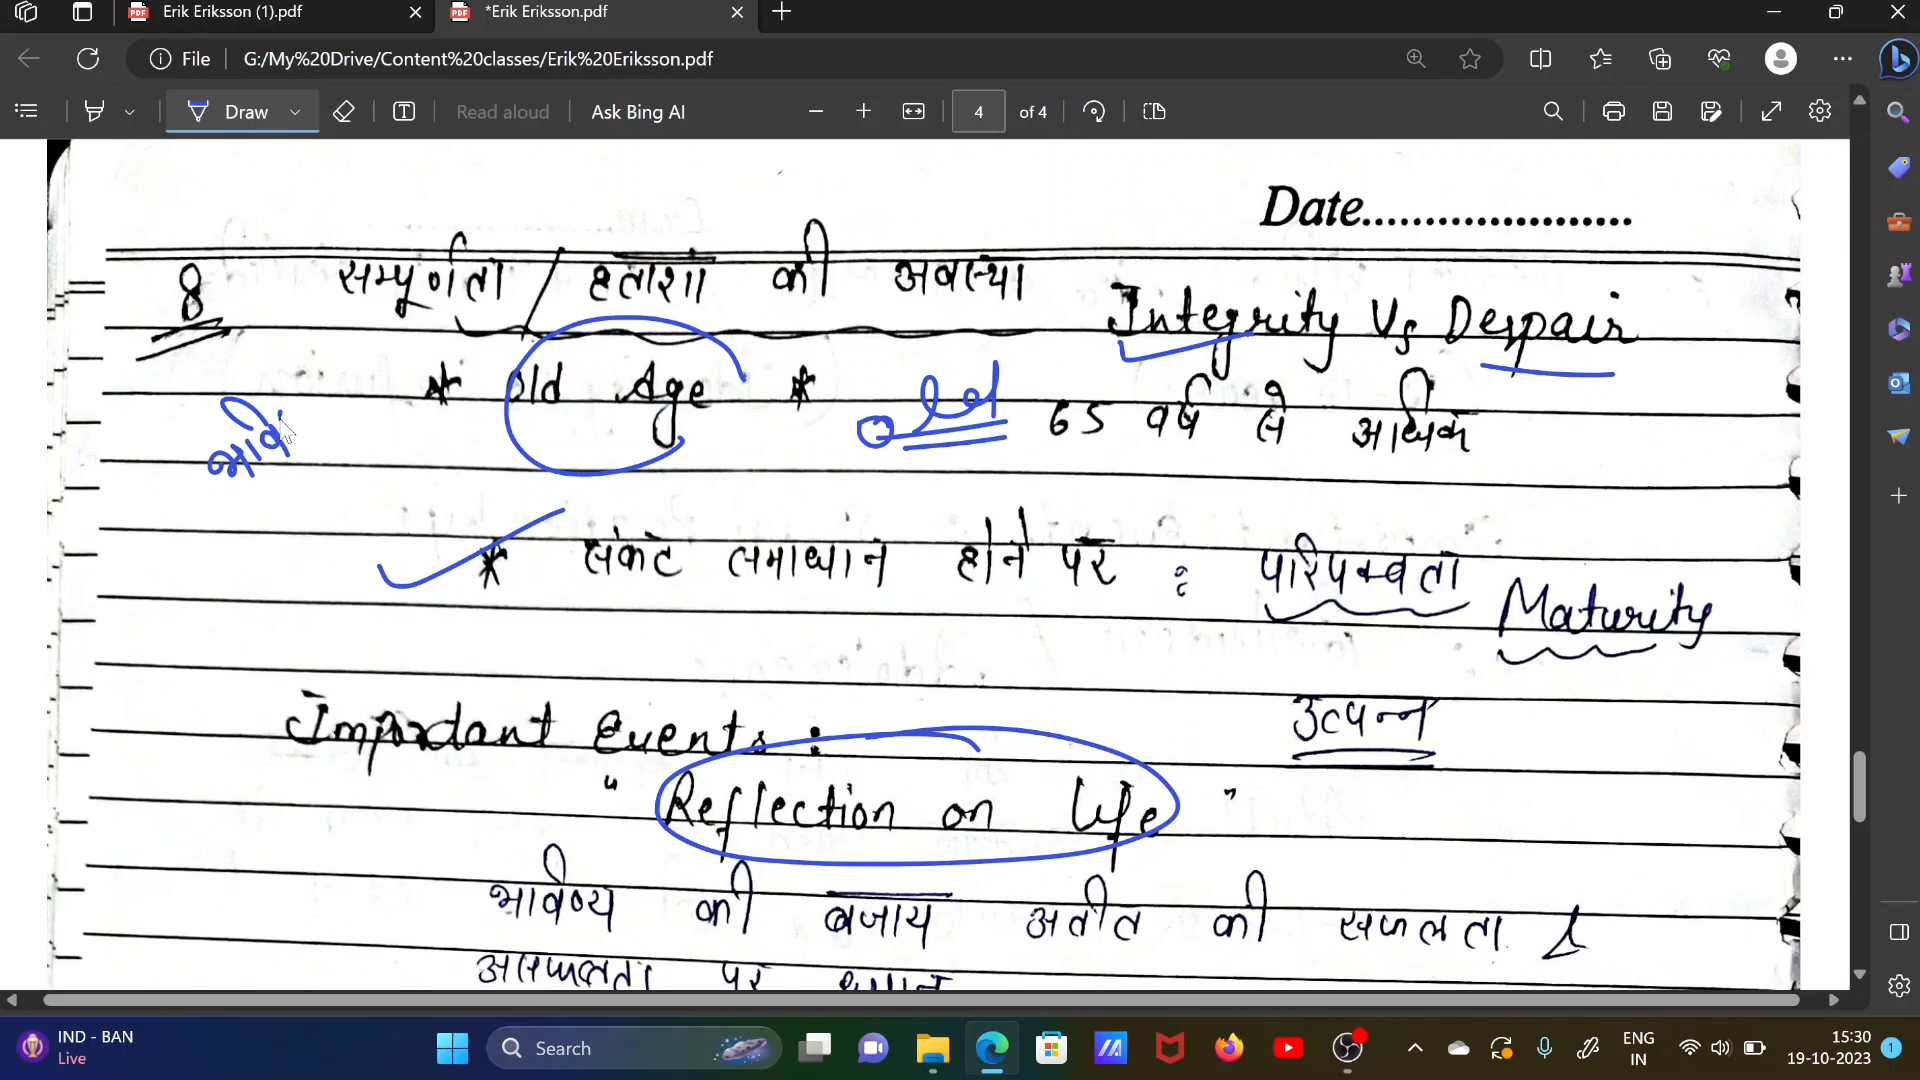 Erik Eriksson (1).pdf
*Erik Eriksson.pdf
File G:/My%20Drive/Content%20classes/Erik%20Eriksson.pdf
Draw Read aloud Ask Bing AI 4 of 4
Date.....................
8 सम्पूर्णता / हताशा की अवस्था Integrity Vs Despair
* Old Age * 65 वर्ष से अधिक
* संकट समाधान होने पर : परिपक्वता Maturity
उत्पन्न
Important Events :
" Reflection on Life "
भविष्य की बजाय अतीत की सफलता &
असफलता पर ध्यान
IND - BAN
Live
Search
ENG
IN
15:30
19-10-2023
1